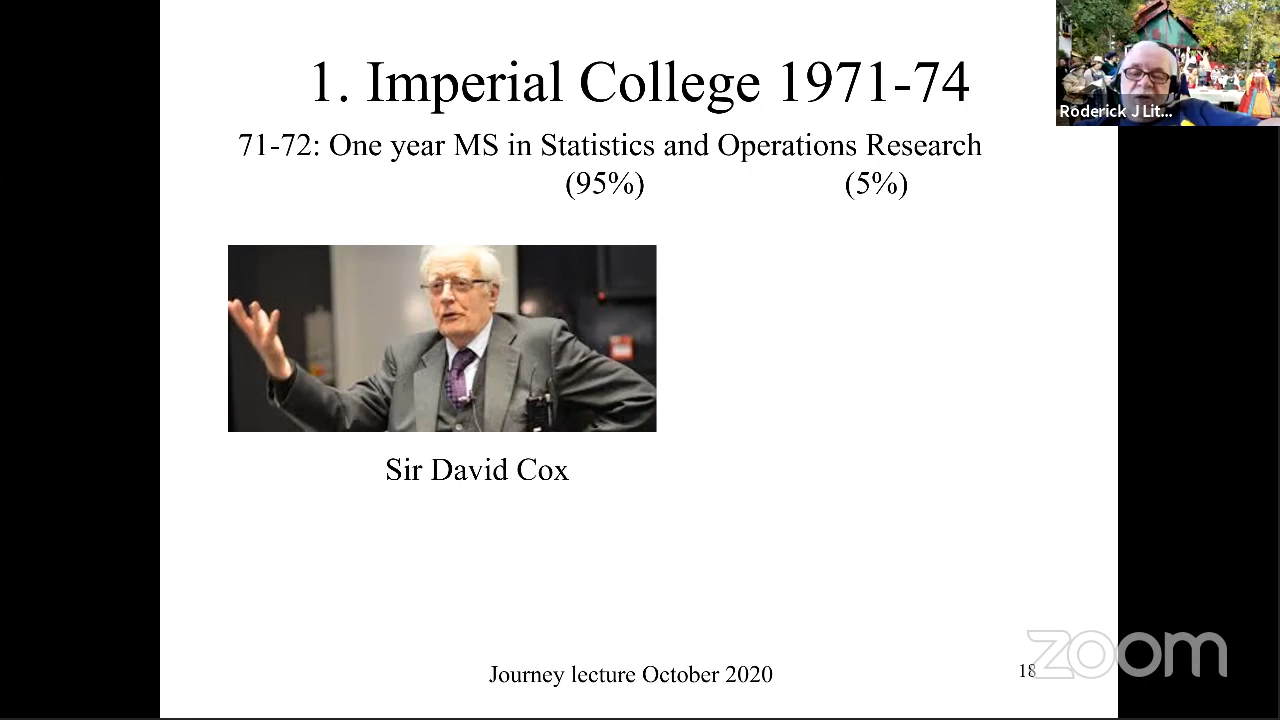 1. Imperial College 1971-74
Roderick J Lit...
71-72: One year MS in Statistics and Operations Research
(95%) (5%)
Sir David Cox
Journey lecture October 2020
18
zoom